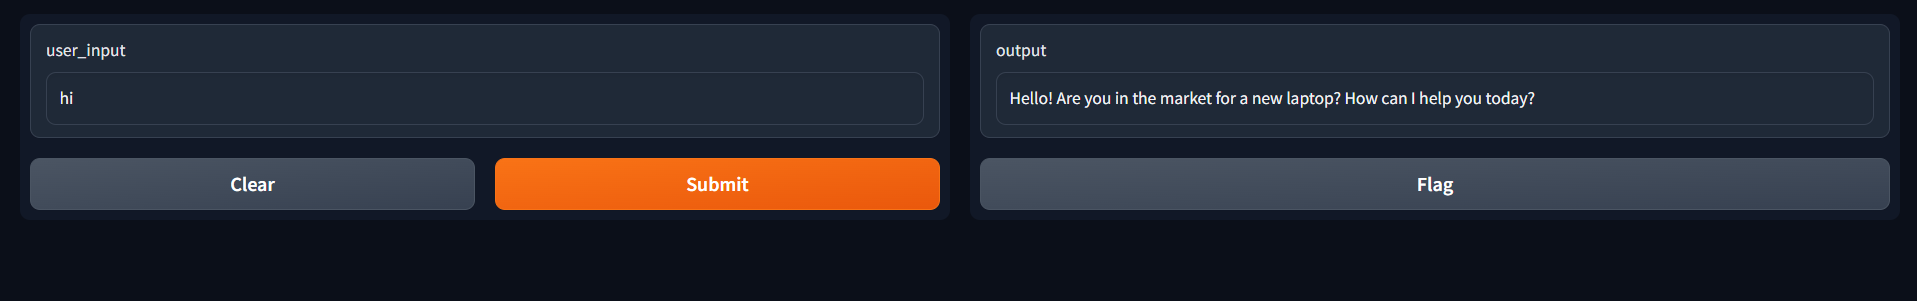 user_input
hi
Clear
Submit
output
Hello! Are you in the market for a new laptop? How can I help you today?
Flag